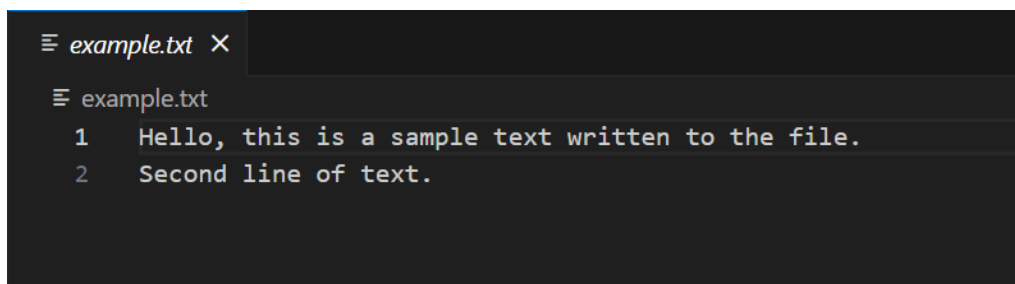 example.txt
example.txt
1 Hello, this is a sample text written to the file.
2 Second line of text.